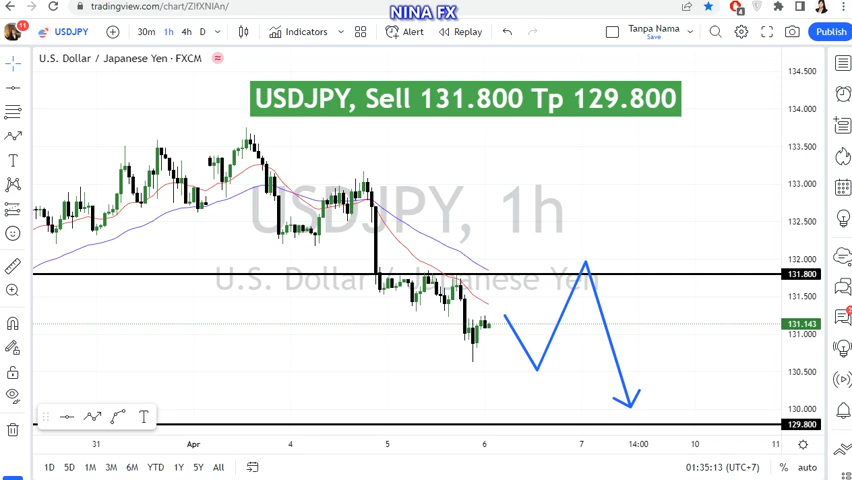 tradingview.com/chart/ZIfXNIAn/
NINA FX
11
USDJPY
30m 1h 4h D
Indicators
Alert
Replay
Tanpa Nama
Save
Publish
U.S. Dollar / Japanese Yen · FXCM
USDJPY, Sell 131.800 Tp 129.800
USDJPY, 1h
U.S. Dollar / Japanese Yen
134.500
134.000
133.500
133.000
132.500
132.000
131.800
131.500
131.143
131.000
130.500
130.000
129.800
31 Apr 4 5 6 7 14:00 10 11
1D 5D 1M 3M 6M YTD 1Y 5Y All
01:35:13 (UTC+7) % auto